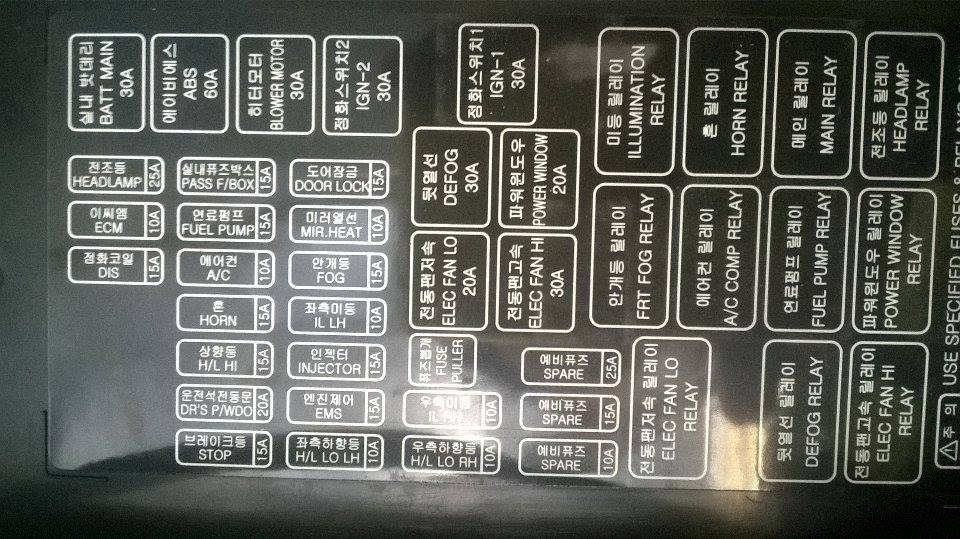 실내 밧데리
BATT MAIN
30A
에이비에스
ABS
60A
히터모터
BLOWER MOTOR
30A
점화스위치2
IGN-2
30A
점화스위치1
IGN-1
30A
미등 릴레이
ILLUMINATION
RELAY
혼 릴레이
HORN RELAY
메인 릴레이
MAIN RELAY
전조등 릴레이
HEADLAMP
RELAY
전조등
HEADLAMP
25A
실내퓨즈박스
PASS F/BOX
15A
도어장금
DOOR LOCK
15A
뒷열선
DEFOG
30A
파워윈도우
POWER WINDOW
20A
이씨엠
ECM
10A
연료펌프
FUEL PUMP
15A
미러열선
MIR.HEAT
10A
점화코일
DIS
15A
에어컨
A/C
10A
안개등
FOG
15A
전동팬저속
ELEC FAN LO
20A
전동팬고속
ELEC FAN HI
30A
안개등 릴레이
FRT FOG RELAY
에어컨 릴레이
A/C COMP RELAY
연료펌프 릴레이
FUEL PUMP RELAY
파워윈도우 릴레이
POWER WINDOW
RELAY
혼
HORN
15A
좌측미등
IL LH
10A
상향등
H/L HI
15A
인젝터
INJECTOR
15A
퓨즈뽑개
FUSE
PULLER
예비퓨즈
SPARE
25A
운전석전동문
DR'S P/WDO
20A
엔진제어
EMS
15A
우측미등
IL RH
10A
예비퓨즈
SPARE
15A
브레이크등
STOP
15A
좌측하향등
H/L LO LH
10A
우측하향등
H/L LO RH
10A
예비퓨즈
SPARE
10A
전동팬저속 릴레이
ELEC FAN LO
RELAY
뒷열선 릴레이
DEFOG RELAY
전동팬고속 릴레이
ELEC FAN HI
RELAY
주 의
USE SPECIFIED FUSES & RELAYS